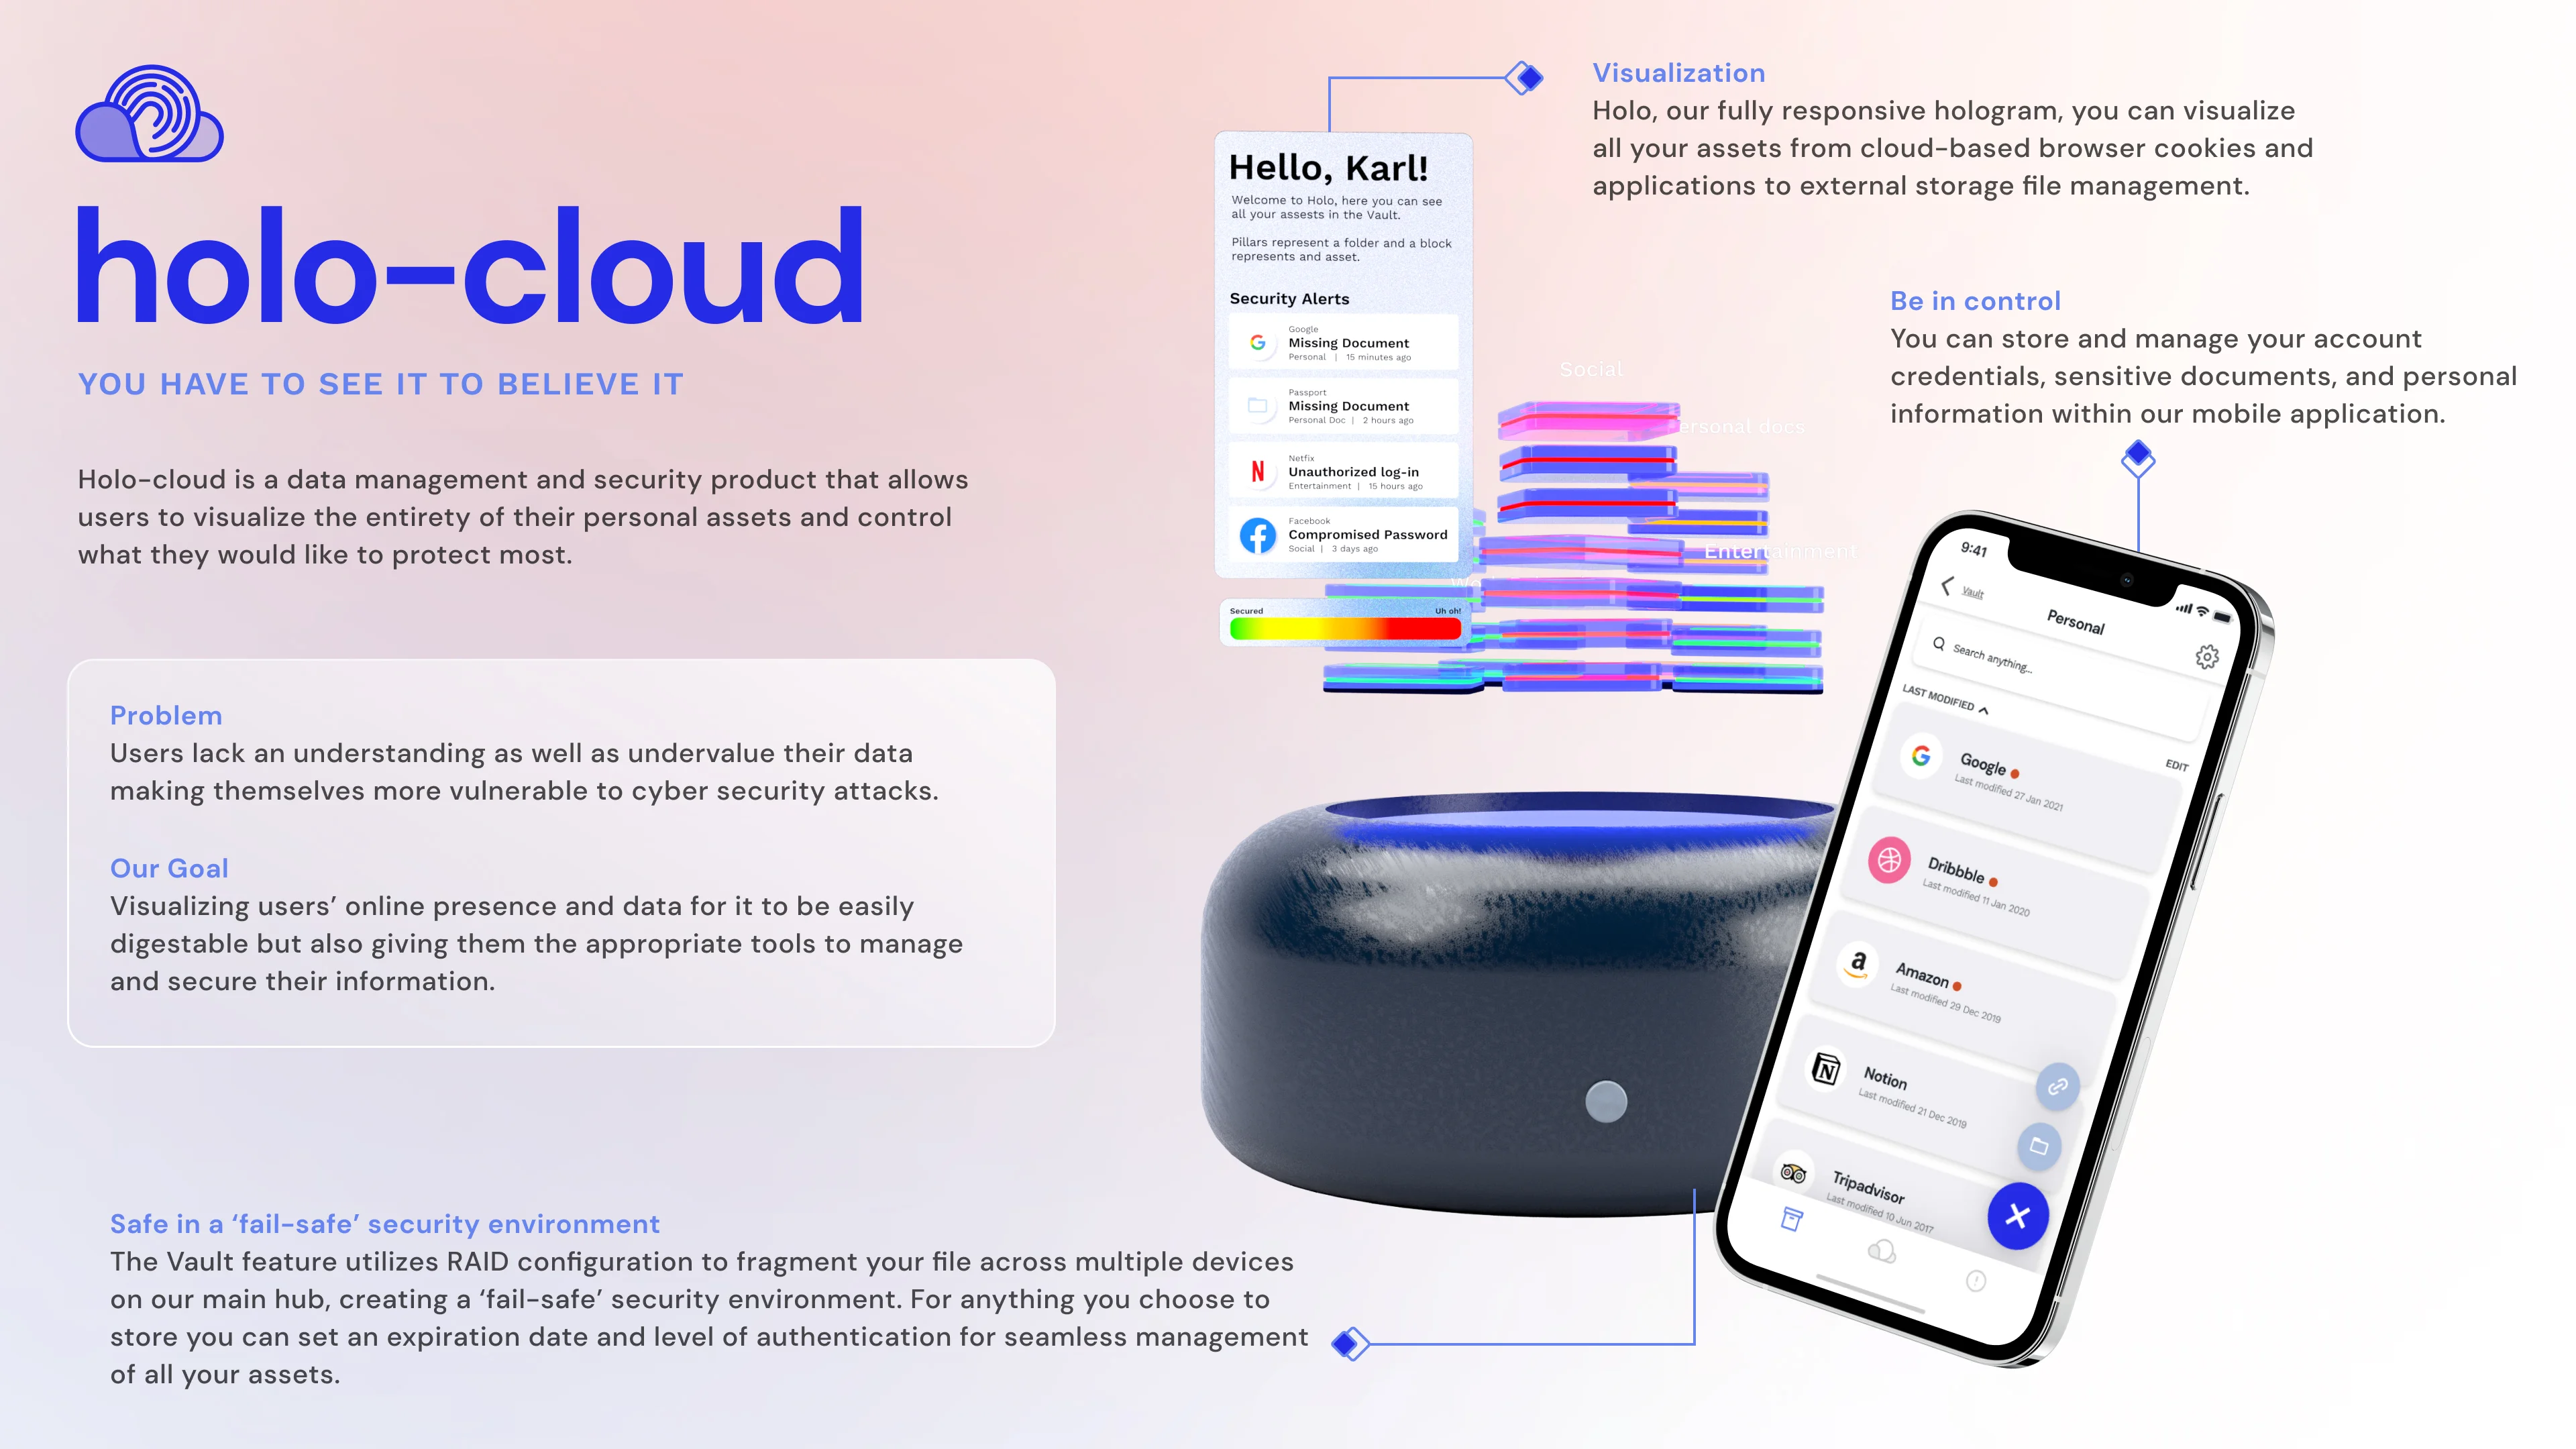 holo-cloud
YOU HAVE TO SEE IT TO BELIEVE IT
Holo-cloud is a data management and security product that allows
users to visualize the entirety of their personal assets and control
what they would like to protect most.
Problem
Users lack an understanding as well as undervalue their data
making themselves more vulnerable to cyber security attacks.
Our Goal
Visualizing users’ online presence and data for it to be easily
digestable but also giving them the appropriate tools to manage
and secure their information.
Safe in a ‘fail-safe’ security environment
The Vault feature utilizes RAID configuration to fragment your file across multiple devices
on our main hub, creating a ‘fail-safe’ security environment. For anything you choose to
store you can set an expiration date and level of authentication for seamless management
of all your assets.
Visualization
Holo, our fully responsive hologram, you can visualize
all your assets from cloud-based browser cookies and
applications to external storage file management.
Be in control
You can store and manage your account
credentials, sensitive documents, and personal
information within our mobile application.
Hello, Karl!
Welcome to Holo, here you can see
all your assests in the Vault.
Pillars represent a folder and a block
represents and asset.
Security Alerts
Google
Missing Document
Personal | 15 minutes ago
Passport
Missing Document
Personal Doc | 2 hours ago
N
Netfix
Unauthorized log-in
Entertainment | 15 hours ago
Facebook
Compromised Password
Social | 3 days ago
Secured Uh oh!
Social
ersonal docs
Entertainment
9:41
Vault
Personal
Search anything...
LAST MODIFIED
EDIT
Google
Last modified 27 Jan 2021
Dribbble
Last modified 11 Jan 2020
Amazon
Last modified 29 Dec 2019
Notion
Last modified 21 Dec 2019
Tripadvisor
Last modified 10 Jun 2017